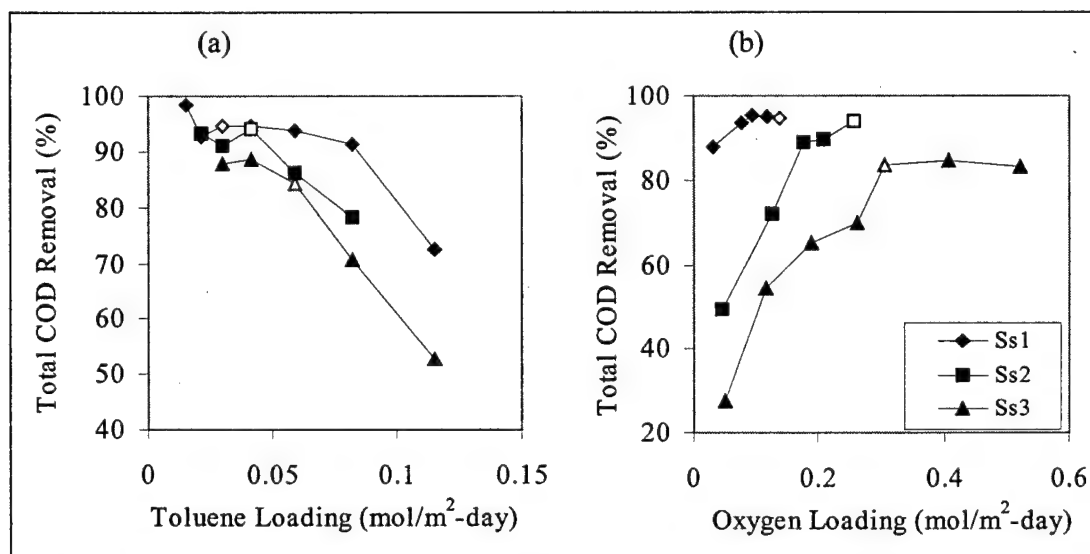 (a)
(b)
Total COD Removal (%)
100
90
80
70
60
50
40
0
0.05
0.1
0.15
Toluene Loading (mol/m²-day)
Total COD Removal (%)
100
80
60
40
20
0
0.2
0.4
0.6
Oxygen Loading (mol/m²-day)
Ss1
Ss2
Ss3